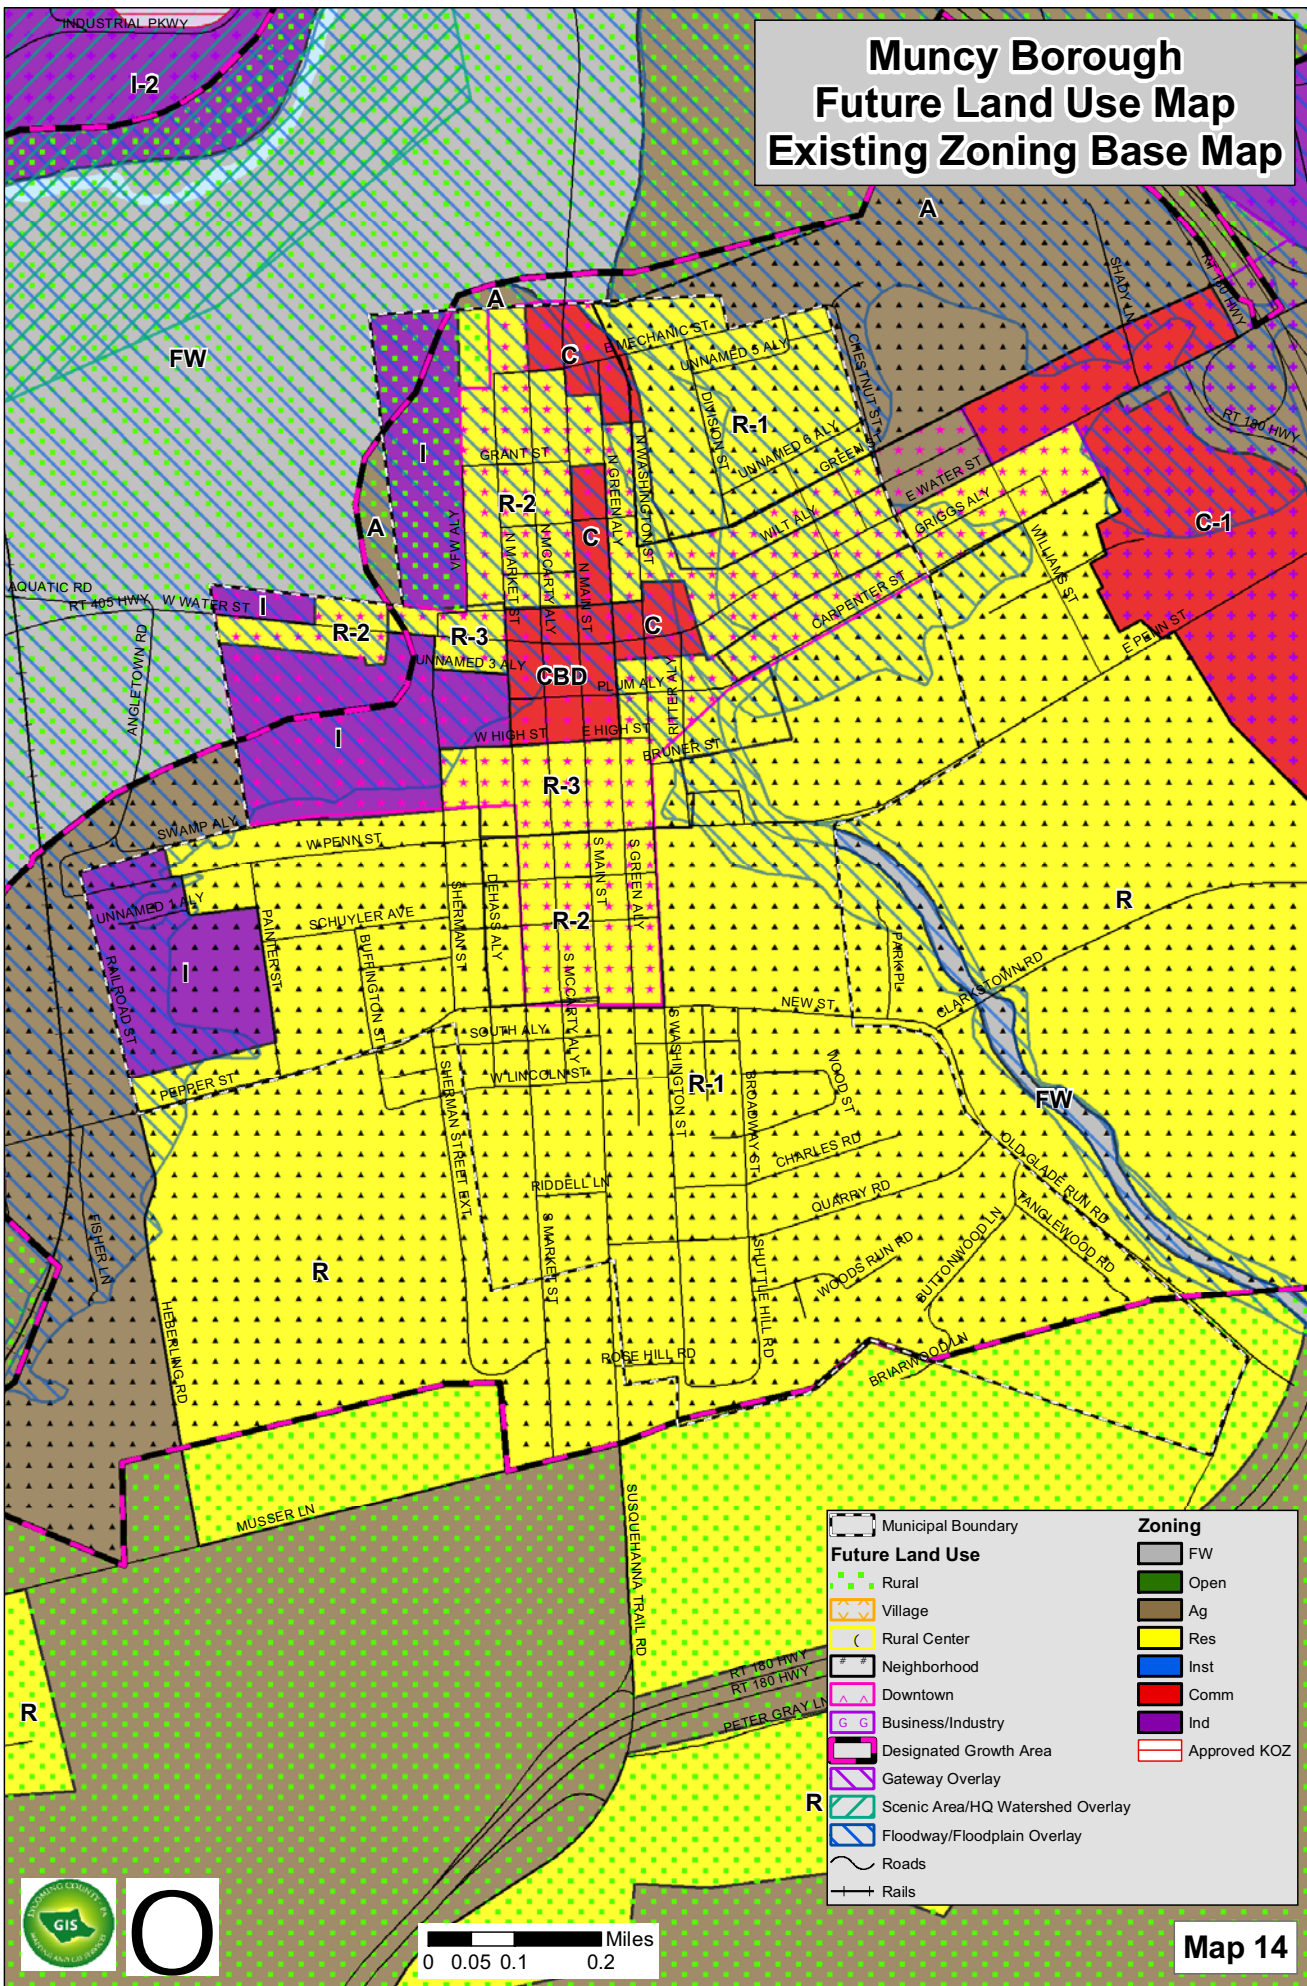 Muncy Borough
Future Land Use Map
Existing Zoning Base Map
INDUSTRIAL PKWY
I-2
A
SHADY LN
RT 180 HWY
A
FW
C
E MECHANIC ST
UNNAMED 5 ALY
CHESTNUT ST
DIVISION ST
R-1
RT 180 HWY
UNNAMED 6 ALY
GREEN ST
I
GRANT ST
N GREEN ALY
N WASHINGTON ST
E WATER ST
R-2
GRIGGS ALY
A
VFW ALY
N MARKET ST
N MCCARTY ALY
C
N MAIN ST
WILT ALY
WILLIAMS ST
C-1
AQUATIC RD
RT 405 HWY
W WATER ST
I
R-2
R-3
C
CARPENTER ST
E PENN ST
ANGLETOWN RD
UNNAMED 3 ALY
CBD
PLUM ALY
RITTER ALY
I
W HIGH ST
E HIGH ST
BRUNER ST
R-3
SWAMP ALY
W PENN ST
S MAIN ST
S GREEN ALY
UNNAMED 1 ALY
SCHUYLER AVE
SHERMAN ST
DEHASS ALY
R-2
R
PAINTER ST
BUFFINGTON ST
PARK PL
I
RAILROAD ST
S MCCARTY ALY
NEW ST
CLARKSTOWN RD
SOUTH ALY
S WASHINGTON ST
PEPPER ST
W LINCOLN ST
R-1
WOOD ST
FW
SHERMAN STREET EXT
BROADWAY ST
CHARLES RD
OLD GLADE RUN RD
RIDDELL LN
QUARRY RD
TANGLEWOOD RD
FISHER LN
S MARKET ST
SHUTTLE HILL RD
WOODS RUN RD
BUTTONWOOD LN
R
HEBERLING RD
ROSE HILL RD
BRIARWOOD LN
MUSSER LN
SUSQUEHANNA TRAIL RD
RT 180 HWY
RT 180 HWY
PETER GRAY LN
R
R
Municipal Boundary
Future Land Use
Rural
Village
Rural Center
Neighborhood
Downtown
G G Business/Industry
Designated Growth Area
Gateway Overlay
Scenic Area/HQ Watershed Overlay
Floodway/Floodplain Overlay
Roads
Rails
Zoning
FW
Open
Ag
Res
Inst
Comm
Ind
Approved KOZ
GIS
O
Miles
0 0.05 0.1 0.2
Map 14